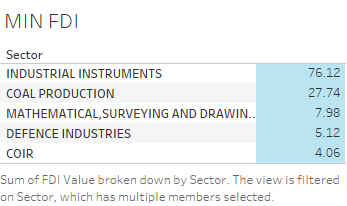 MIN FDI
Sector
INDUSTRIAL INSTRUMENTS 76.12
COAL PRODUCTION 27.74
MATHEMATICAL,SURVEYING AND DRAWIN.. 7.98
DEFENCE INDUSTRIES 5.12
COIR 4.06
Sum of FDI Value broken down by Sector. The view is filtered
on Sector, which has multiple members selected.